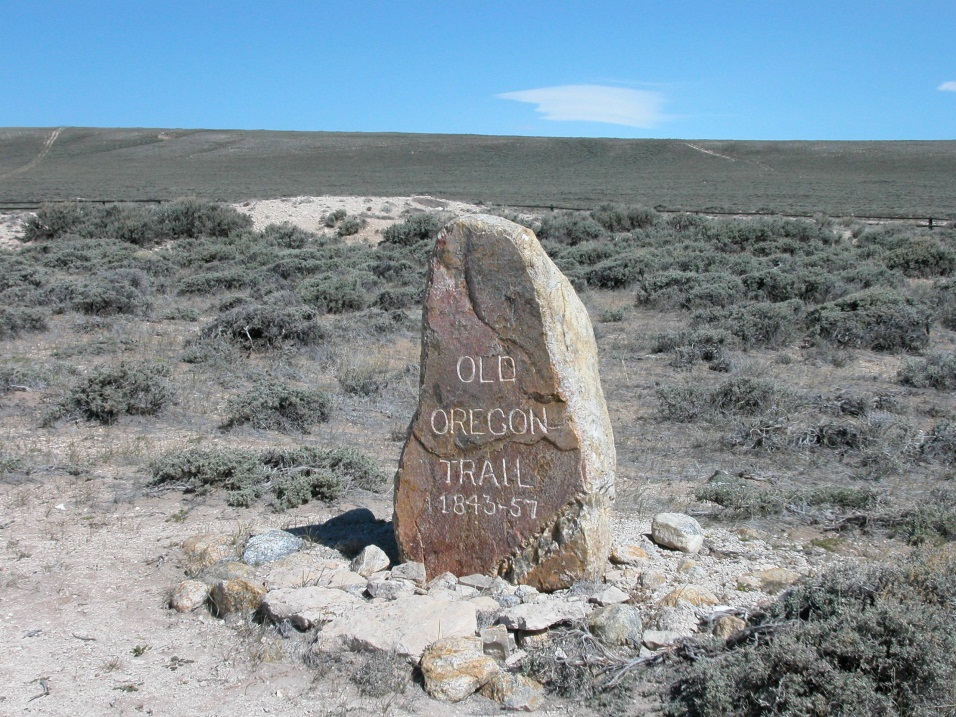 OLD
OREGON
TRAIL
1843-57